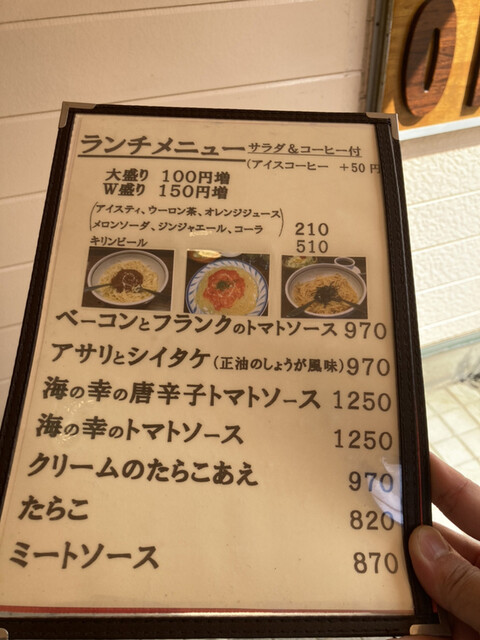 ランチメニュー サラダ&コーヒー付
(アイスコーヒー +50円
大盛り 100円増
W盛り 150円増
(アイスティ、ウーロン茶、オレンジジュース
メロンソーダ、ジンジャエール、コーラ) 210
キリンビール 510
ベーコンとフランクのトマトソース 970
アサリとシイタケ(正油のしょうが風味) 970
海の幸の唐辛子トマトソース 1250
海の幸のトマトソース 1250
クリームのたらこあえ 970
たらこ 820
ミートソース 870